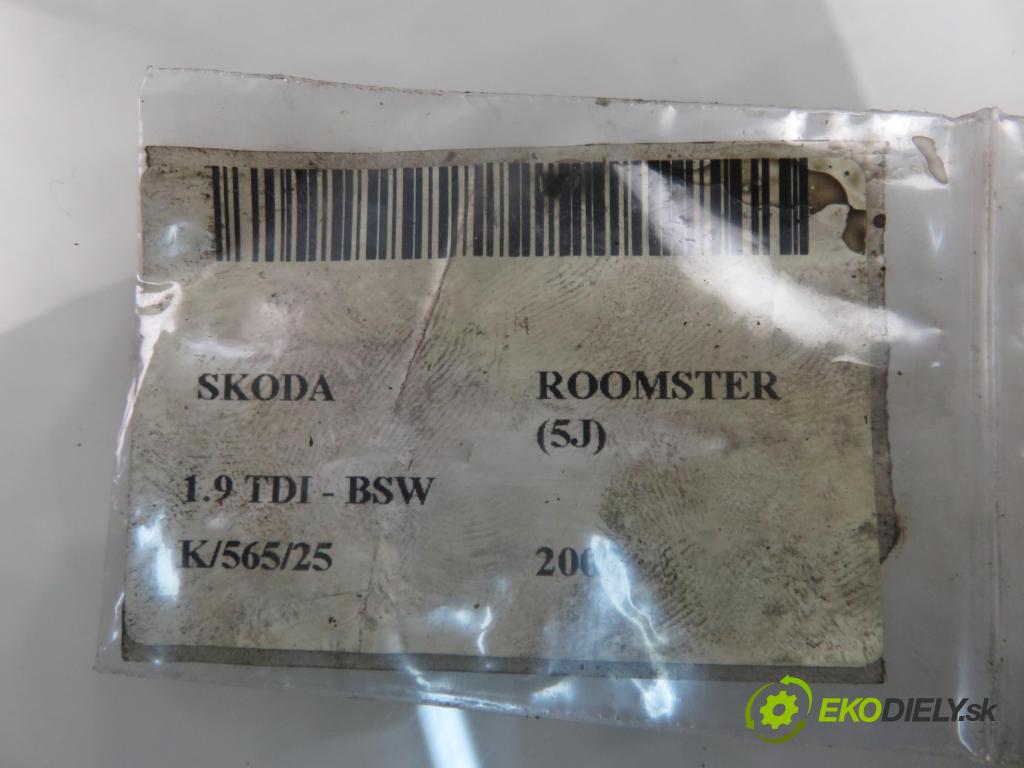 SKODA ROOMSTER
(5J)
1.9 TDI - BSW
K/565/25
EKODIELY.sk